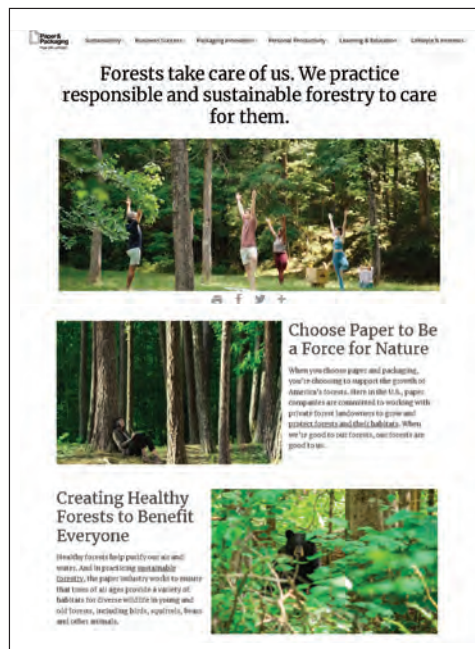 Paper &
Packaging
Sustainability
Business Success
Packaging Innovation
Personal Productivity
Learning & Education
Lifestyle & Interests
Forests take care of us. We practice
responsible and sustainable forestry to care
for them.
Choose Paper to Be
a Force for Nature
When you choose paper and packaging,
you're choosing to support the growth of
America's forests. Here in the U.S., paper
companies are committed to working with
private forest landowners to grow and
protect forests and their habitats. When
we're good to our forests, our forests are
good to us.
Creating Healthy
Forests to Benefit
Everyone
Healthy forests help purify our air and
water. And in practicing sustainable
forestry, the paper industry works to ensure
that trees of all ages provide a variety of
habitats for diverse wildlife in young and
old forests, including birds, squirrels, bears
and other animals.